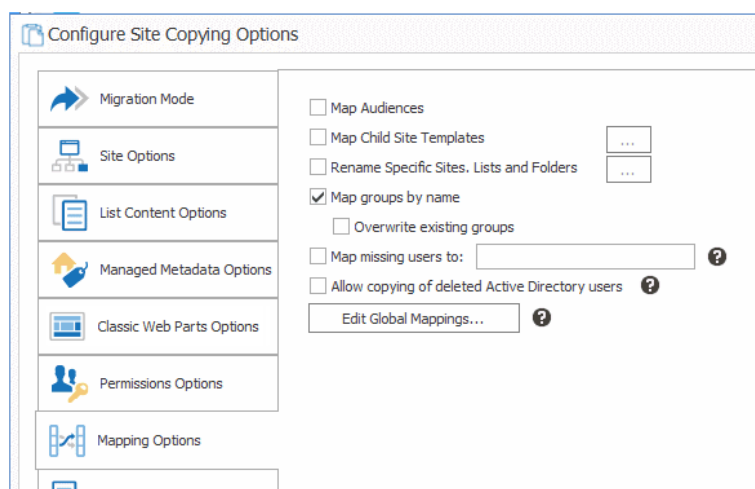 Configure Site Copying Options
Migration Mode
Site Options
List Content Options
Managed Metadata Options
Classic Web Parts Options
Permissions Options
Mapping Options
Map Audiences
Map Child Site Templates
...
Rename Specific Sites. Lists and Folders
...
Map groups by name
Overwrite existing groups
Map missing users to:
?
Allow copying of deleted Active Directory users
?
Edit Global Mappings...
?